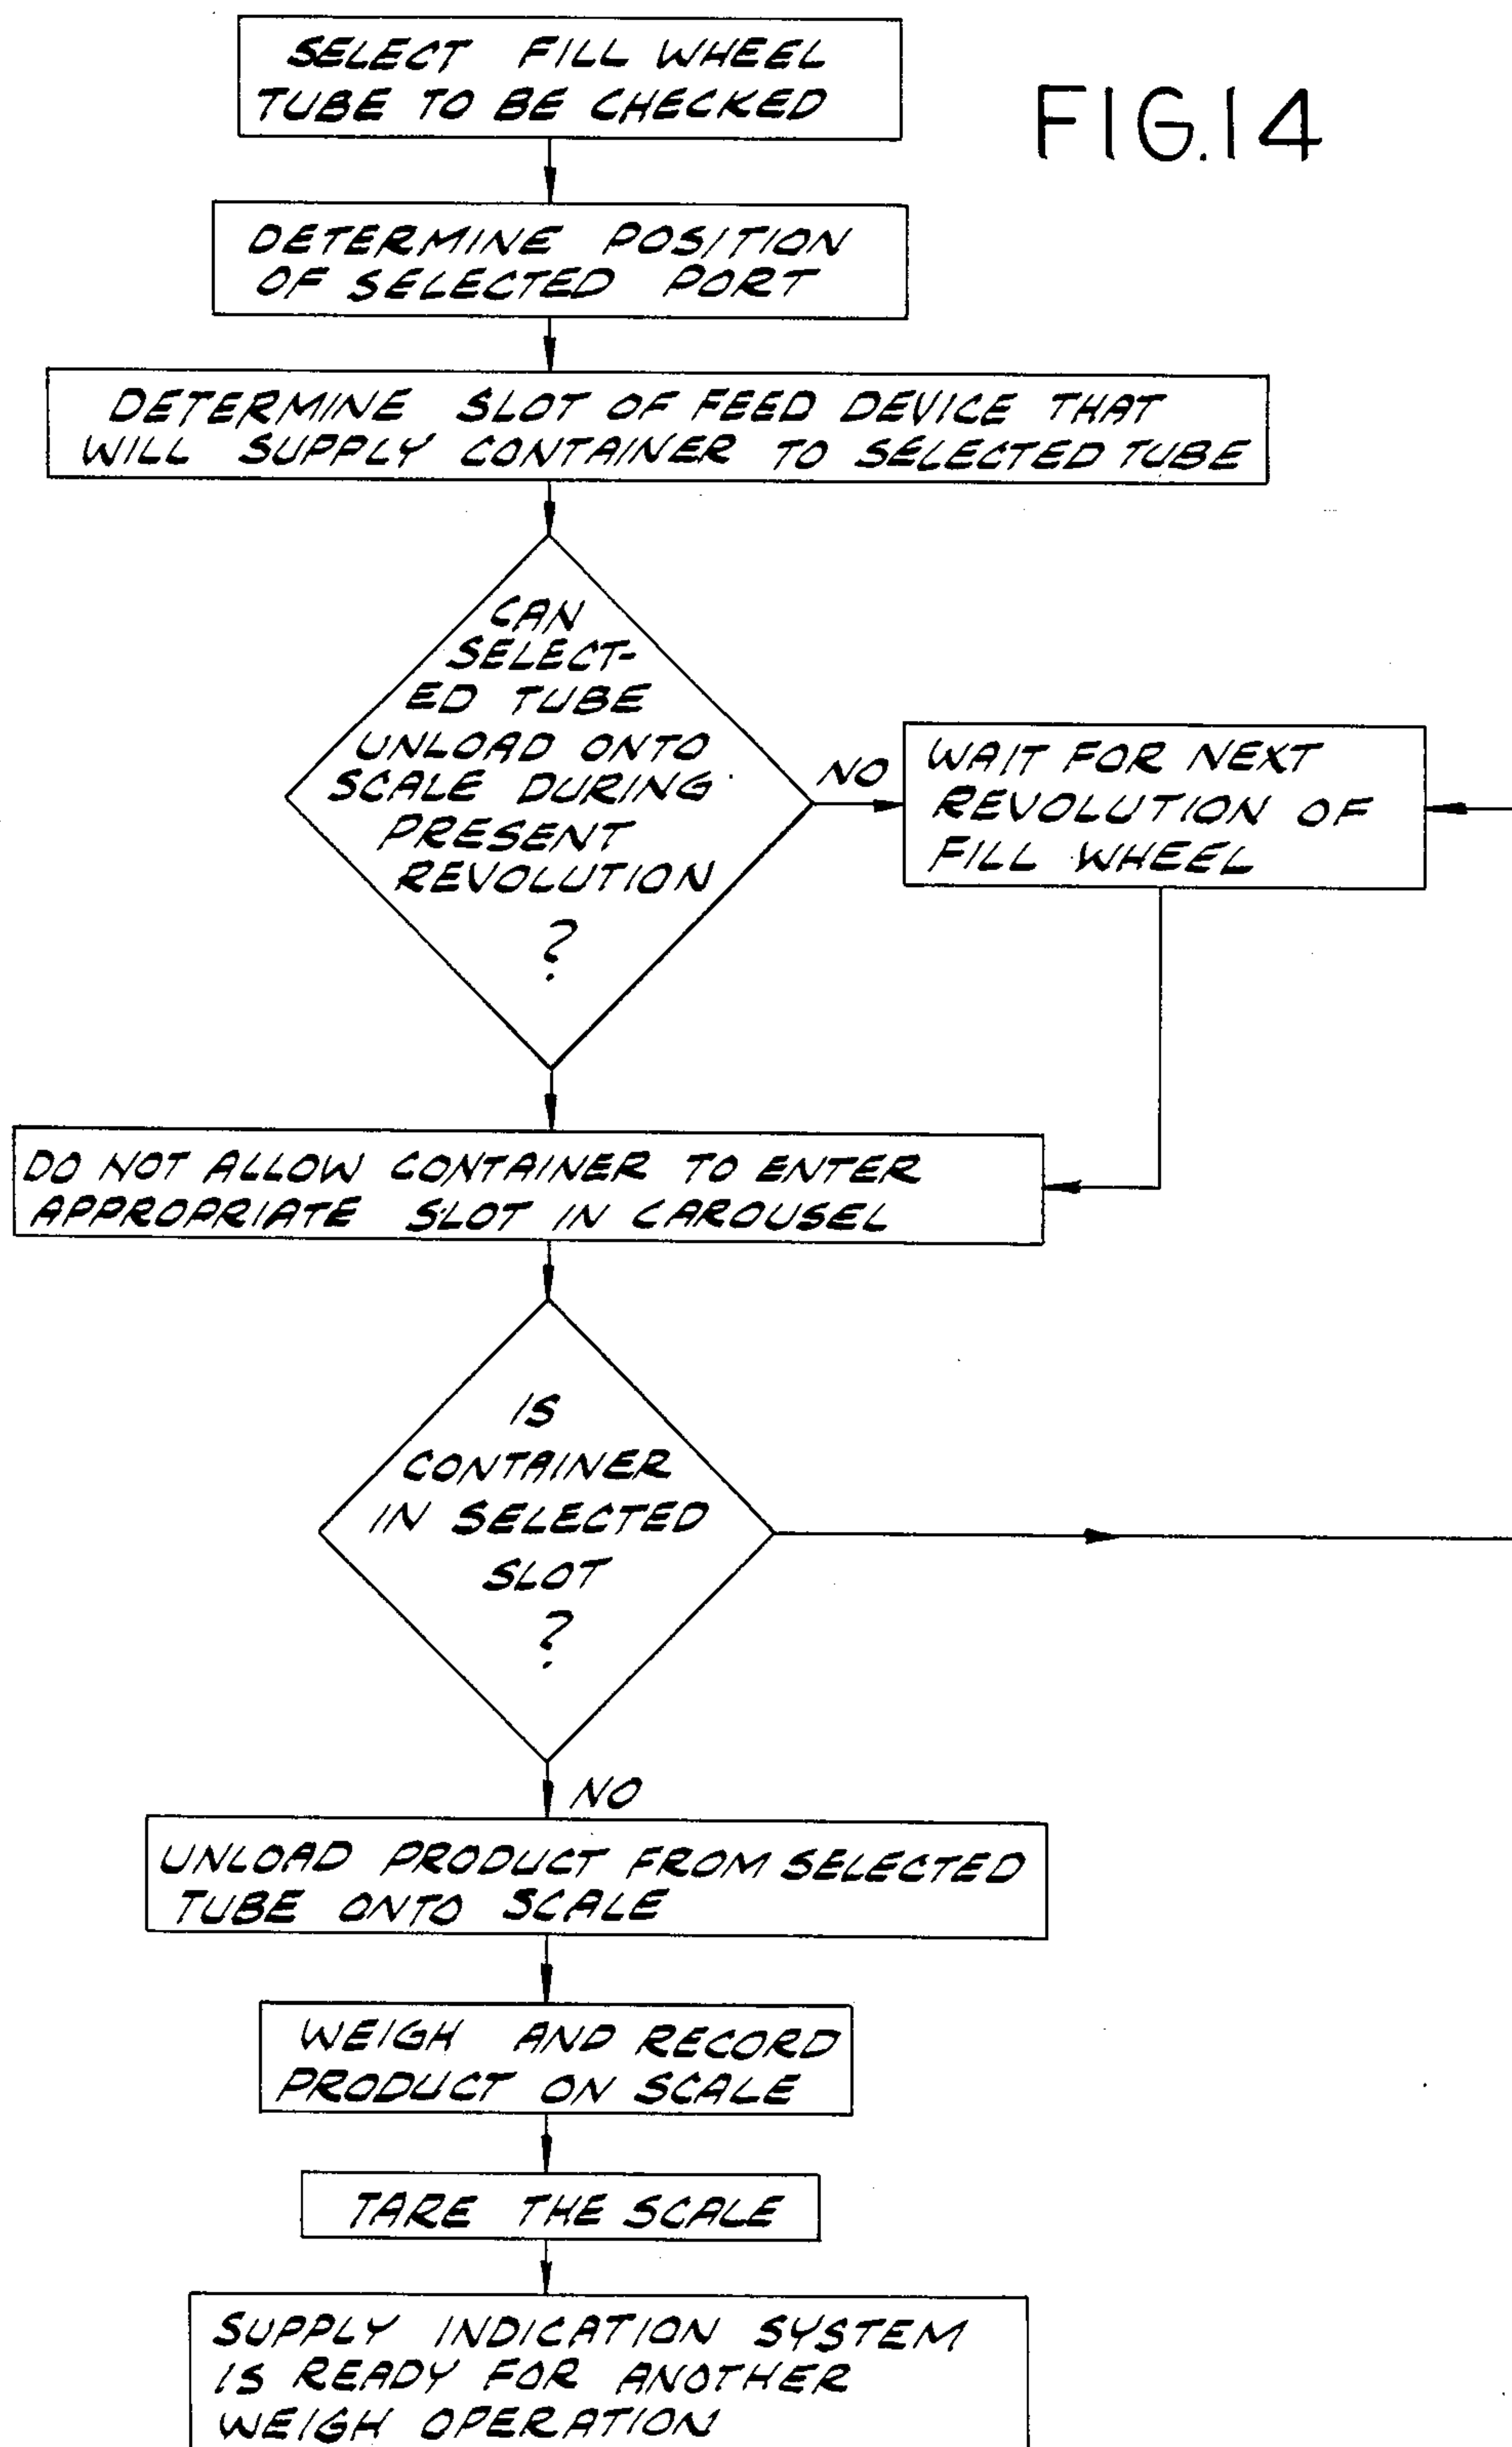 SELECT FILL WHEEL
TUBE TO BE CHECKED
FIG.14
DETERMINE POSITION
OF SELECTED PORT
DETERMINE SLOT OF FEED DEVICE THAT
WILL SUPPLY CONTAINER TO SELECTED TUBE
CAN
SELECT-
ED TUBE
UNLOAD ONTO
SCALE DURING
PRESENT
REVOLUTION
?
NO
WAIT FOR NEXT
REVOLUTION OF
FILL WHEEL
DO NOT ALLOW CONTAINER TO ENTER
APPROPRIATE SLOT IN CAROUSEL
IS
CONTAINER
IN SELECTED
SLOT
?
NO
UNLOAD PRODUCT FROM SELECTED
TUBE ONTO SCALE
WEIGH AND RECORD
PRODUCT ON SCALE
TARE THE SCALE
SUPPLY INDICATION SYSTEM
IS READY FOR ANOTHER
WEIGH OPERATION